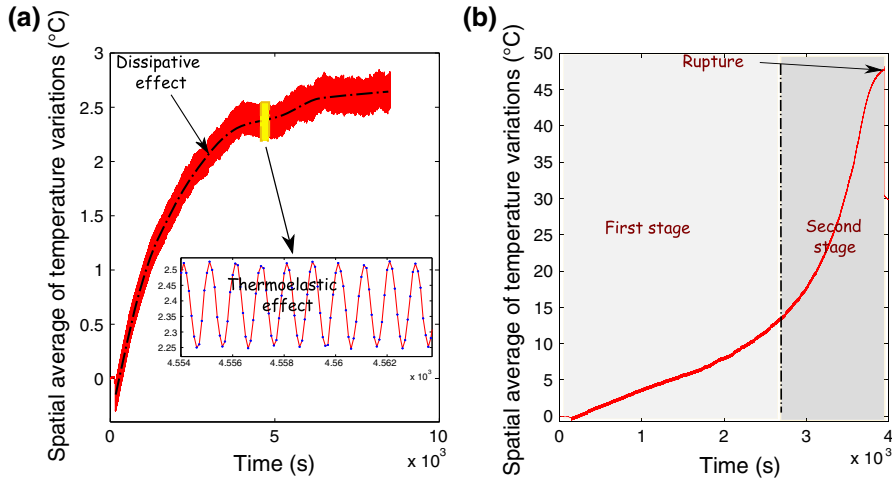 (a)
Spatial average of temperature variations (°C)
3
2.5
2
1.5
1
0.5
0
Dissipative
effect
2.5
2.45
2.4
2.35
2.3
2.25
Thermoelastic
effect
4.554
4.556
4.558
4.56
4.562
x 10³
0
5
10
Time (s)
x 10³
(b)
Spatial average of temperature variations (°C)
50
45
40
35
30
25
20
15
10
5
0
Rupture
First stage
Second
stage
0
1
2
3
4
Time (s)
x 10³